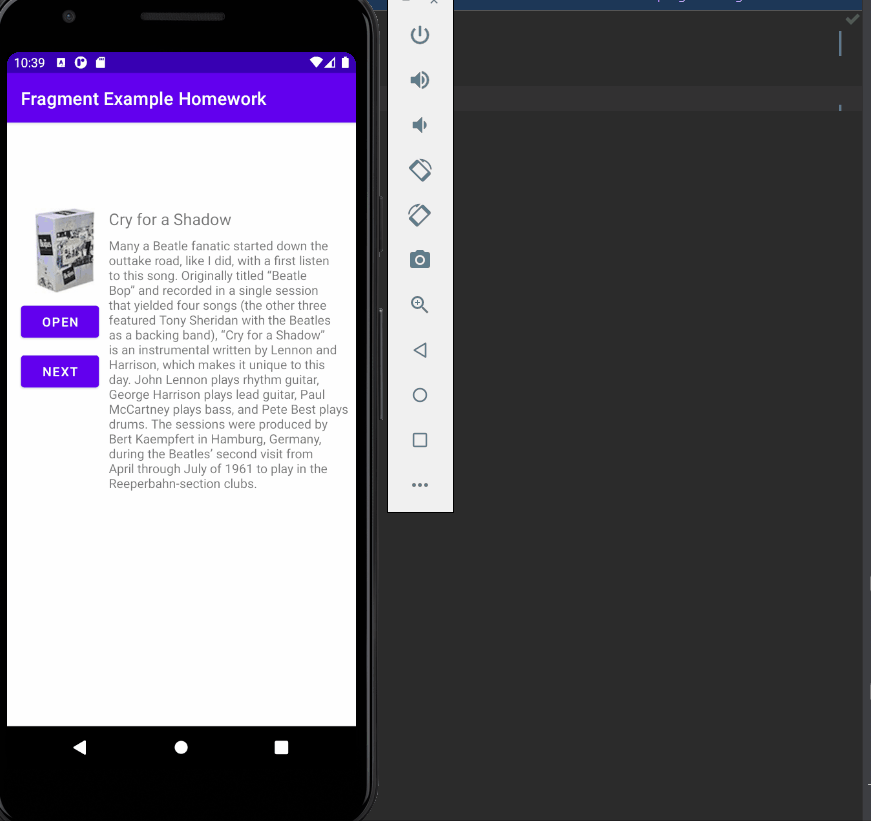 10:39
Fragment Example Homework
Cry for a Shadow
Many a Beatle fanatic started down the
outtake road, like I did, with a first listen
to this song. Originally titled “Beatle
Bop” and recorded in a single session
that yielded four songs (the other three
featured Tony Sheridan with the Beatles
as a backing band), “Cry for a Shadow”
is an instrumental written by Lennon and
Harrison, which makes it unique to this
day. John Lennon plays rhythm guitar,
George Harrison plays lead guitar, Paul
McCartney plays bass, and Pete Best plays
drums. The sessions were produced by
Bert Kaempfert in Hamburg, Germany,
during the Beatles’ second visit from
April through July of 1961 to play in the
Reeperbahn-section clubs.
OPEN
NEXT